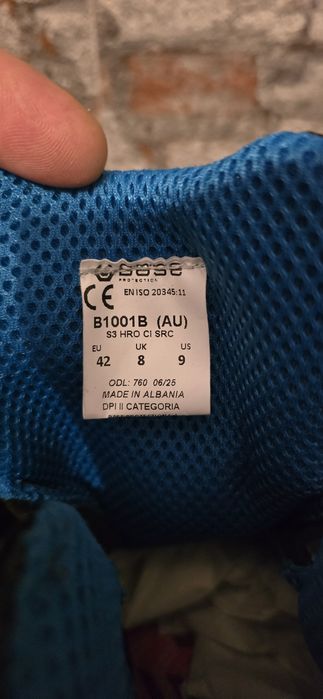 BASE
PROTECTION
CE EN ISO 20345:11
B1001B (AU)
S3 HRO CI SRC
EU UK US
42 8 9
ODL: 760 06/25
MADE IN ALBANIA
DPI II CATEGORIA